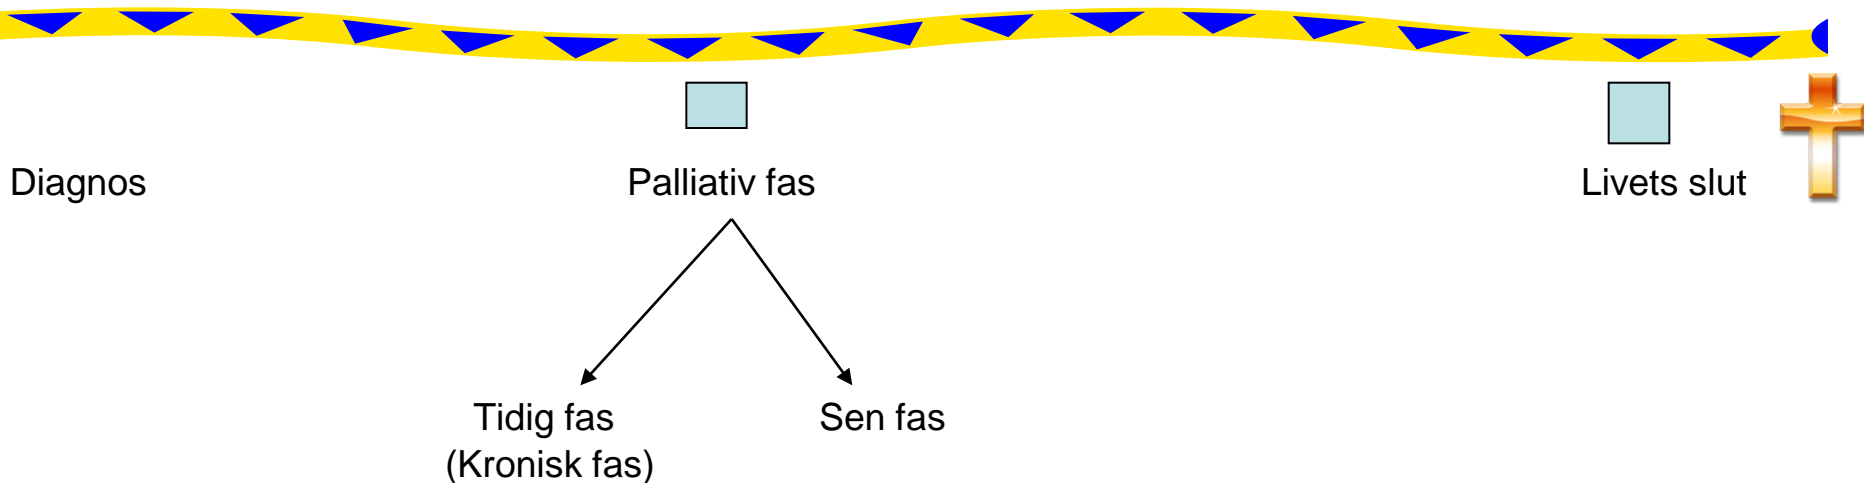 Diagnos
Palliativ fas
Livets slut
Tidig fas
(Kronisk fas)
Sen fas